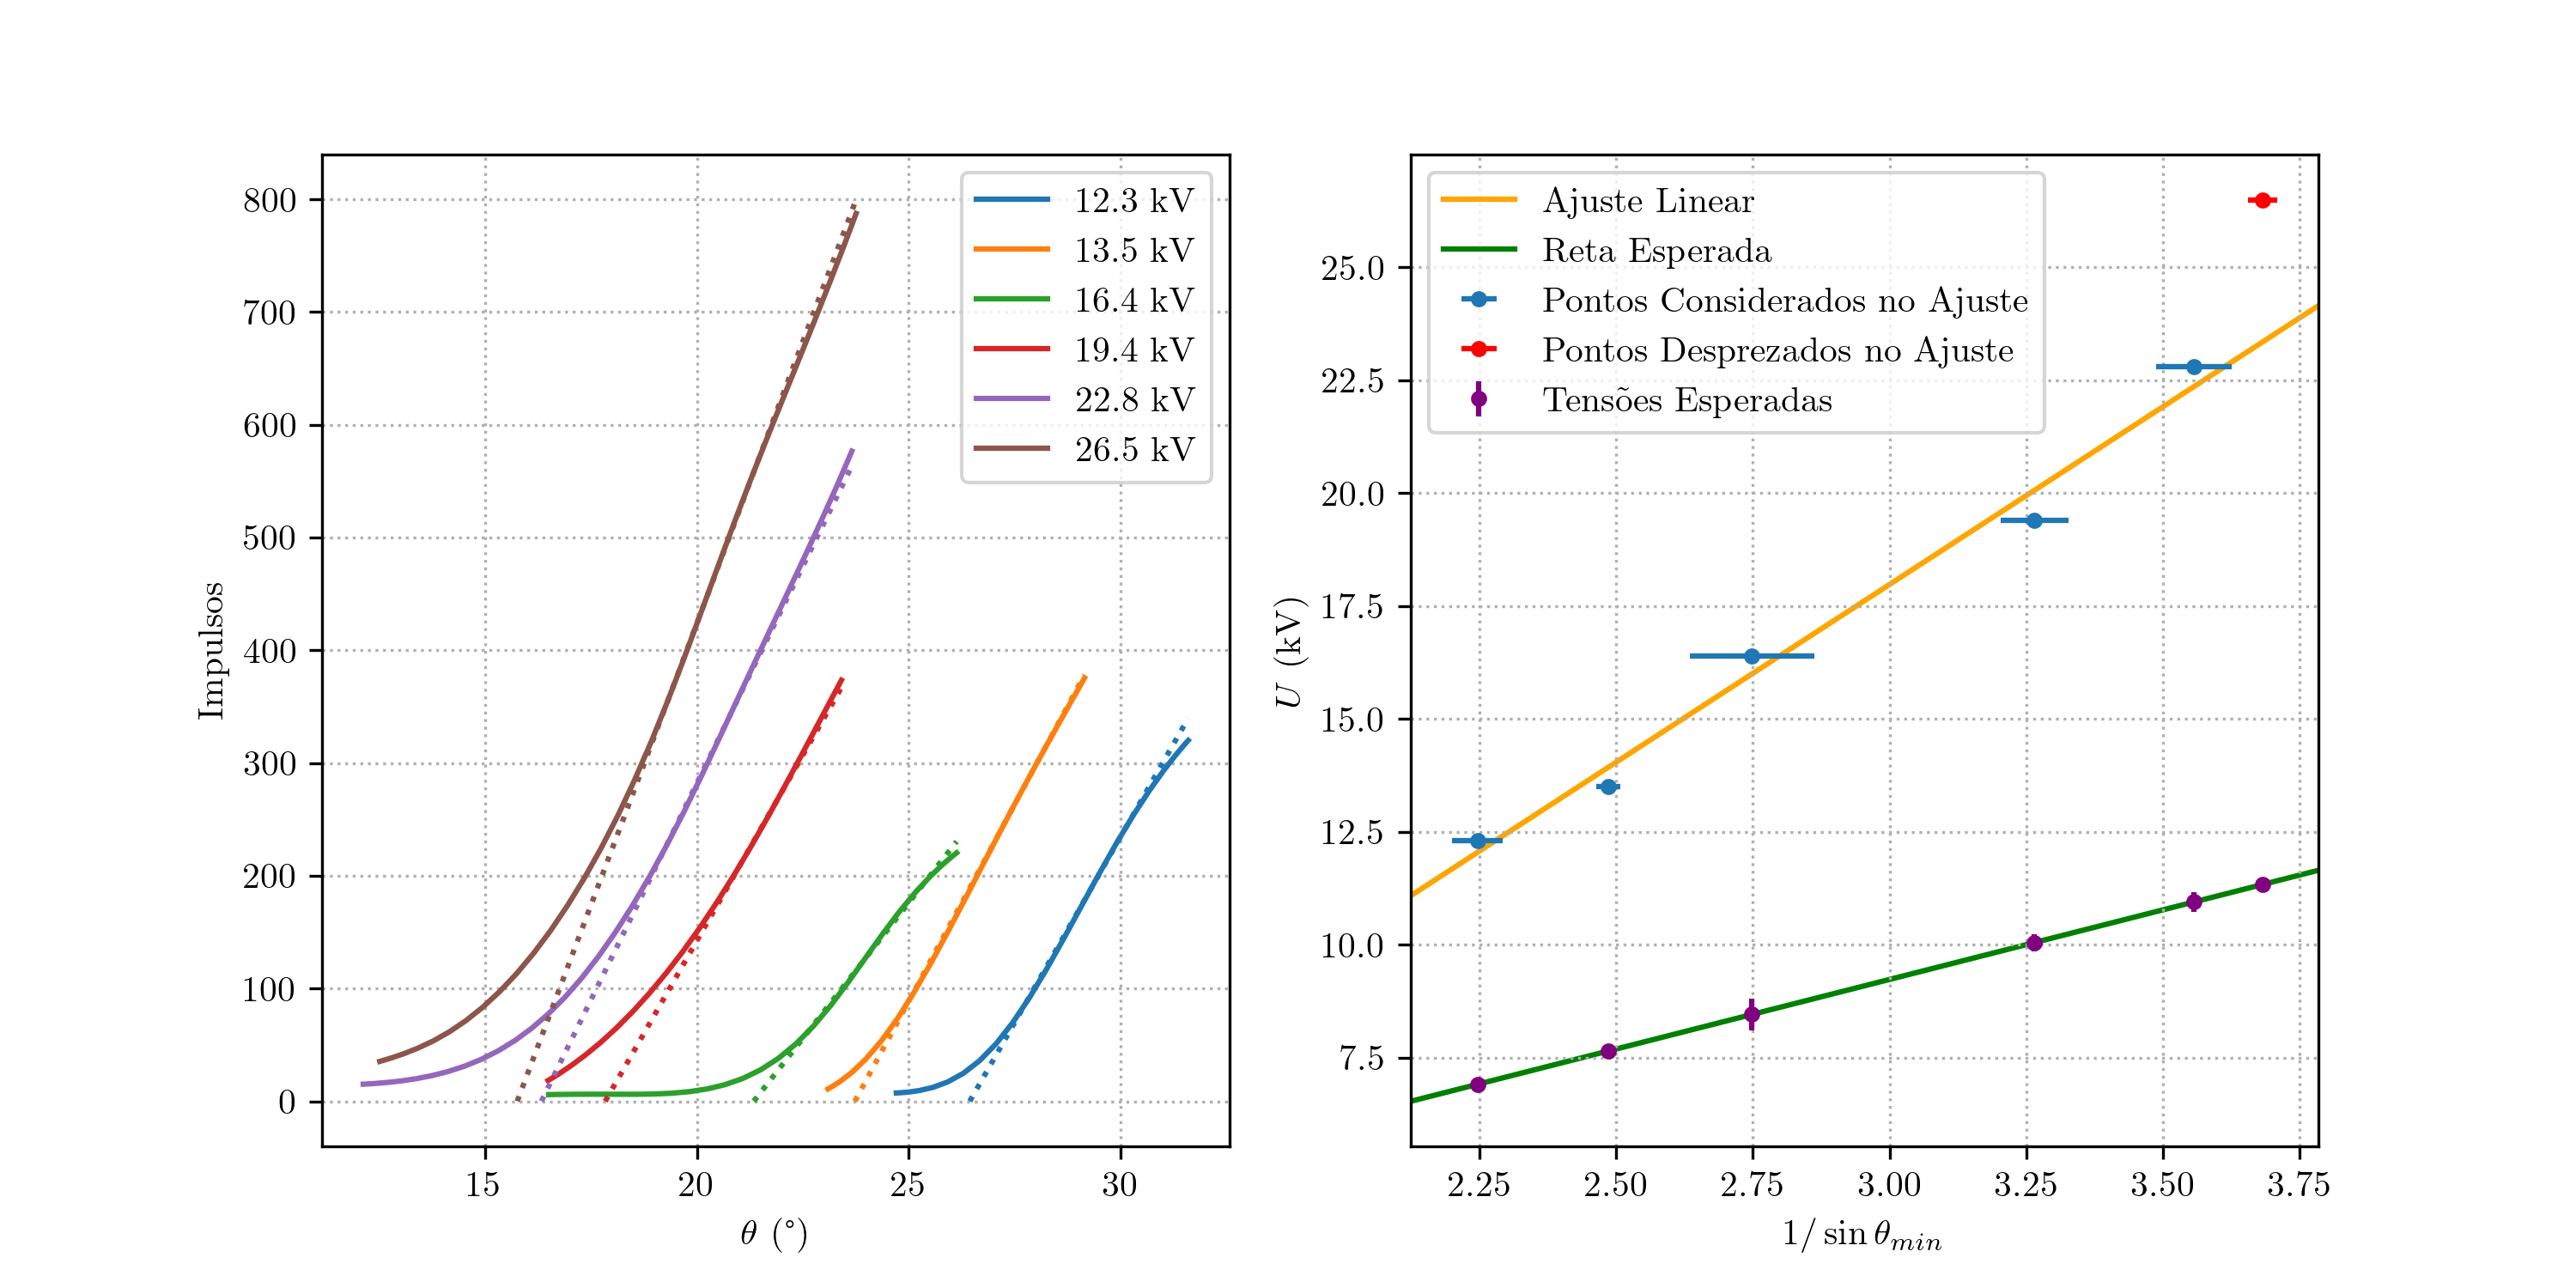 800
700
600
500
400
300
200
100
0
Impulsos
15 20 25 30
θ (°)
12.3 kV
13.5 kV
16.4 kV
19.4 kV
22.8 kV
26.5 kV
25.0
22.5
20.0
17.5
15.0
12.5
10.0
7.5
U (kV)
2.25 2.50 2.75 3.00 3.25 3.50 3.75
1/ sin θmin
Ajuste Linear
Reta Esperada
Pontos Considerados no Ajuste
Pontos Desprezados no Ajuste
Tensões Esperadas